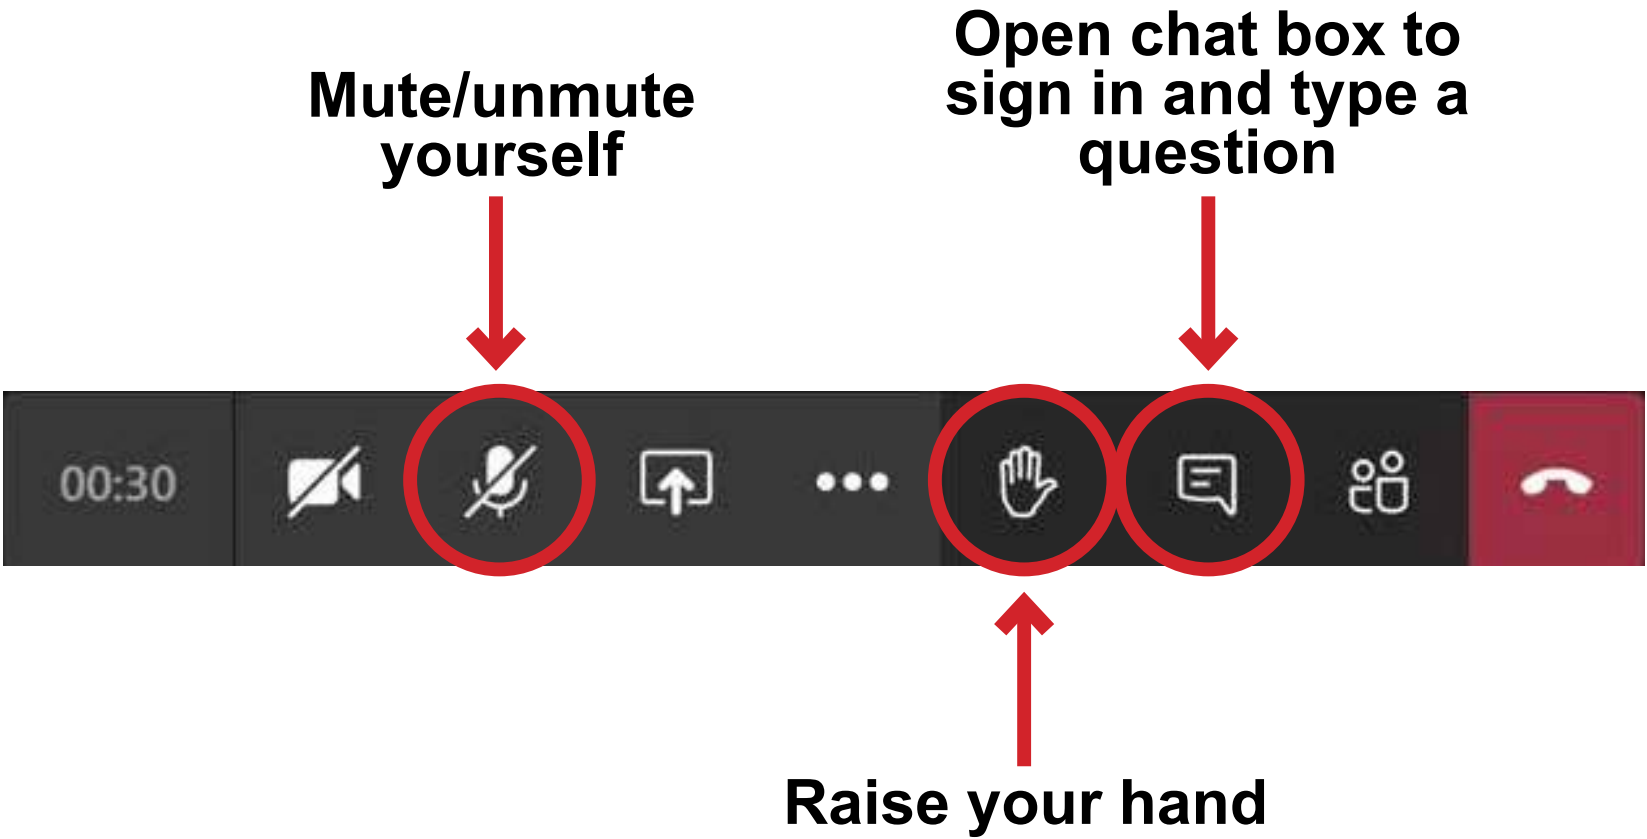 Mute/unmute
yourself
Open chat box to
sign in and type a
question
00:30
Raise your hand